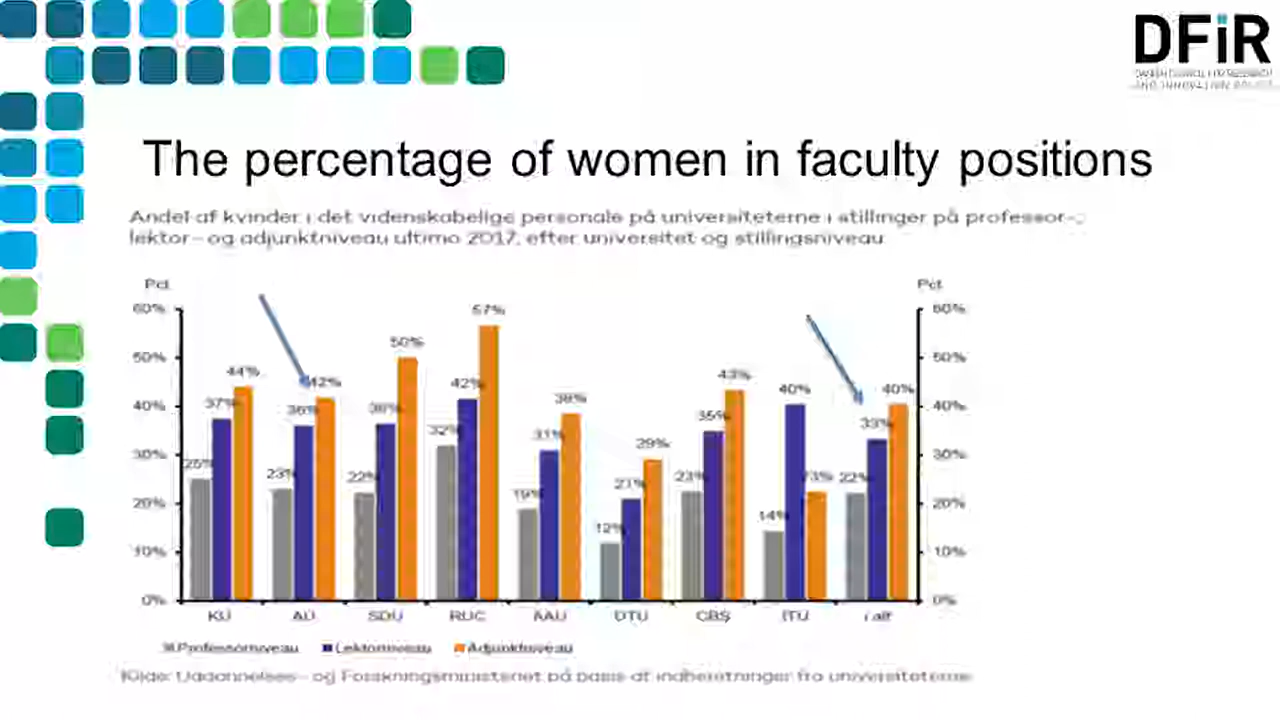 DFiR
The percentage of women in faculty positions
Andel af kvinder i det videnskabelige personale på universiteterne i stillinger på professor-,
lektor- og adjunktniveau ultimo 2017, efter universitet og stillingsniveau
Pct. Pct.
60% 57% 60%
50% 50% 50%
44% 42% 42% 43%
40% 37% 36% 36% 38% 35% 40% 40% 40%
30% 32% 31% 29% 33% 30%
25% 23% 22% 19% 21% 23% 22%
20% 20%
12% 14%
10% 10%
0% 0%
KU AU SDU RUC AAU DTU CBS ITU I alt
Professorniveau Lektorniveau Adjunktniveau
Kilde: Uddannelses- og Forskningsministeriet på basis af indberetninger fra universiteterne